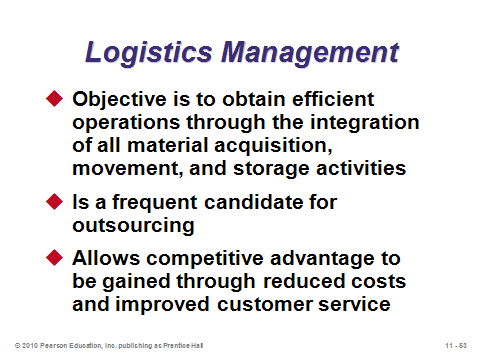 Logistics Management
Objective is to obtain efficient
operations through the integration
of all material acquisition,
movement, and storage activities
Is a frequent candidate for
outsourcing
Allows competitive advantage to
be gained through reduced costs
and improved customer service
© 2010 Pearson Education, Inc. publishing as Prentice Hall
11 - 53